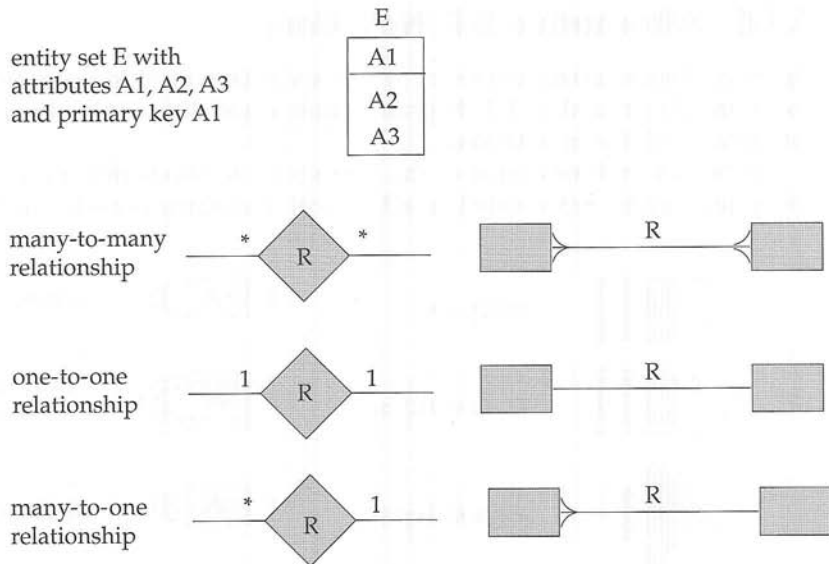 E
entity set E with
attributes A1, A2, A3
and primary key A1
A1
A2
A3
many-to-many
relationship
* R *
R
one-to-one
relationship
1 R 1
R
many-to-one
relationship
* R 1
R